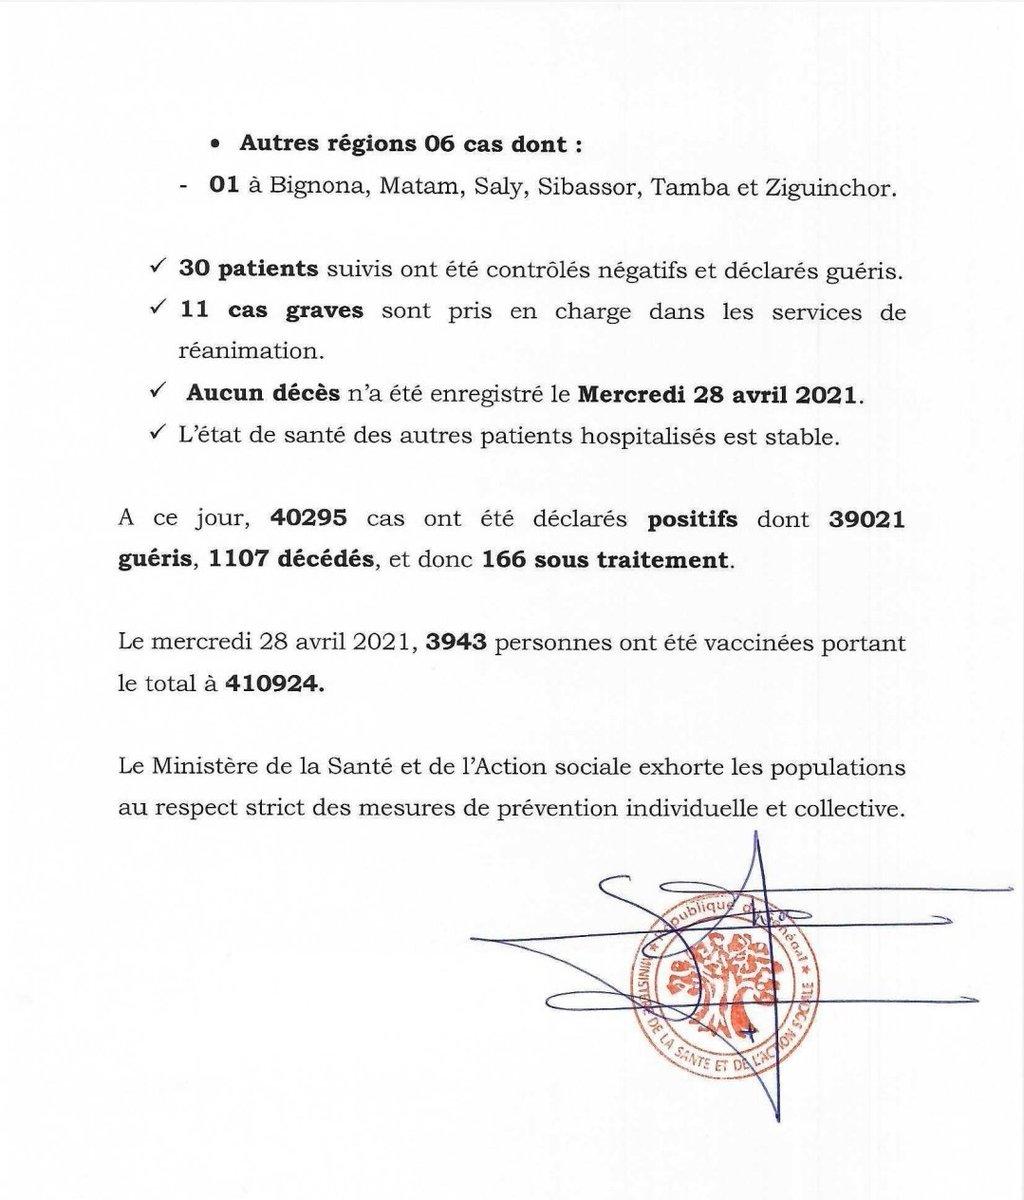 • Autres régions 06 cas dont :
- 01 à Bignona, Matam, Saly, Sibassor, Tamba et Ziguinchor.
✓ 30 patients suivis ont été contrôlés négatifs et déclarés guéris.
✓ 11 cas graves sont pris en charge dans les services de
réanimation.
✓ Aucun décès n'a été enregistré le Mercredi 28 avril 2021.
✓ L'état de santé des autres patients hospitalisés est stable.
A ce jour, 40295 cas ont été déclarés positifs dont 39021
guéris, 1107 décédés, et donc 166 sous traitement.
Le mercredi 28 avril 2021, 3943 personnes ont été vaccinées portant
le total à 410924.
Le Ministère de la Santé et de l'Action sociale exhorte les populations
au respect strict des mesures de prévention individuelle et collective.
★ République du Sénégal ★
MINISTERE DE LA SANTE ET DE L'ACTION SOCIALE